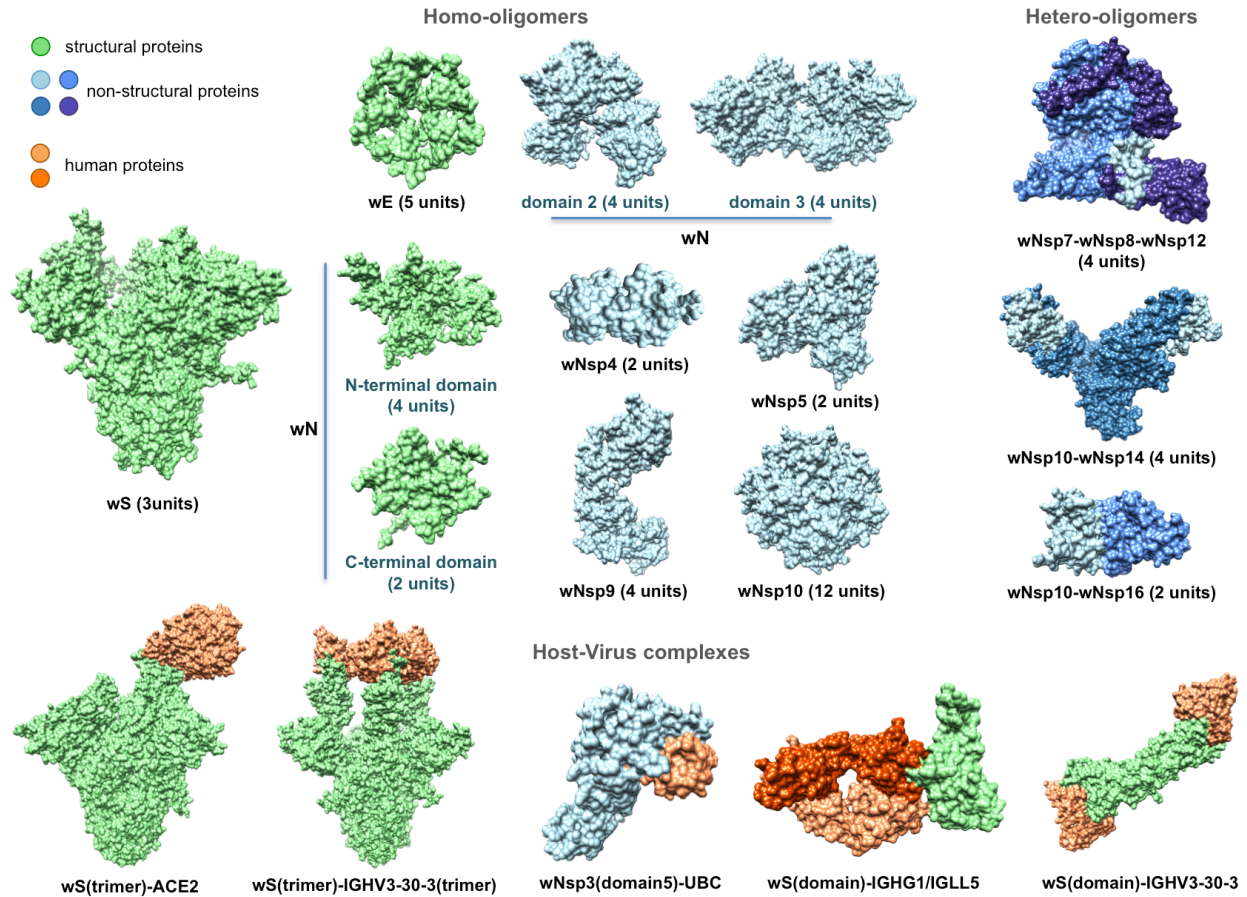 Homo-oligomers
Hetero-oligomers
structural proteins
non-structural proteins
human proteins
wE (5 units)
domain 2 (4 units)
domain 3 (4 units)
wN
wNsp7-wNsp8-wNsp12
(4 units)
wS (3units)
wN
N-terminal domain
(4 units)
C-terminal domain
(2 units)
wNsp4 (2 units)
wNsp5 (2 units)
wNsp9 (4 units)
wNsp10 (12 units)
wNsp10-wNsp14 (4 units)
wNsp10-wNsp16 (2 units)
Host-Virus complexes
wS(trimer)-ACE2
wS(trimer)-IGHV3-30-3(trimer)
wNsp3(domain5)-UBC
wS(domain)-IGHG1/IGLL5
wS(domain)-IGHV3-30-3